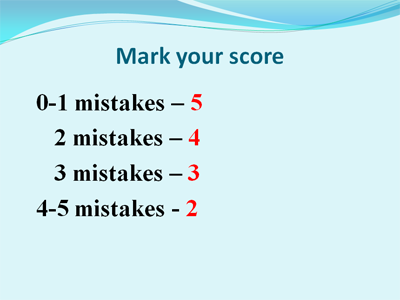 Mark your score
0-1 mistakes – 5
2 mistakes – 4
3 mistakes – 3
4-5 mistakes - 2